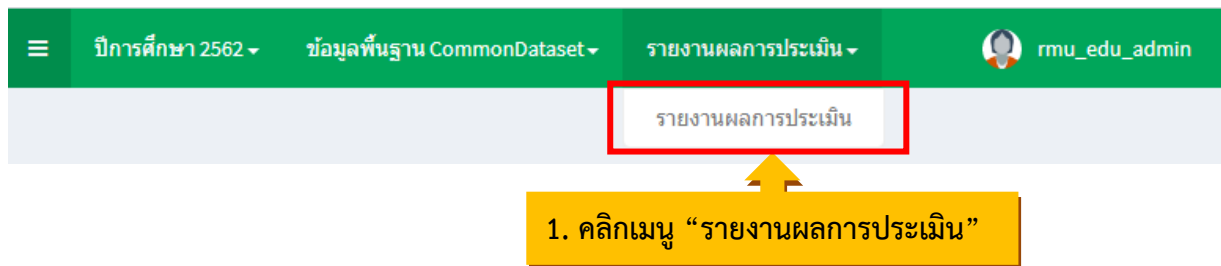 ปีการศึกษา 2562 ข้อมูลพื้นฐาน CommonDataset รายงานผลการประเมิน rmu_edu_admin
รายงานผลการประเมิน
1. คลิกเมนู “รายงานผลการประเมิน”